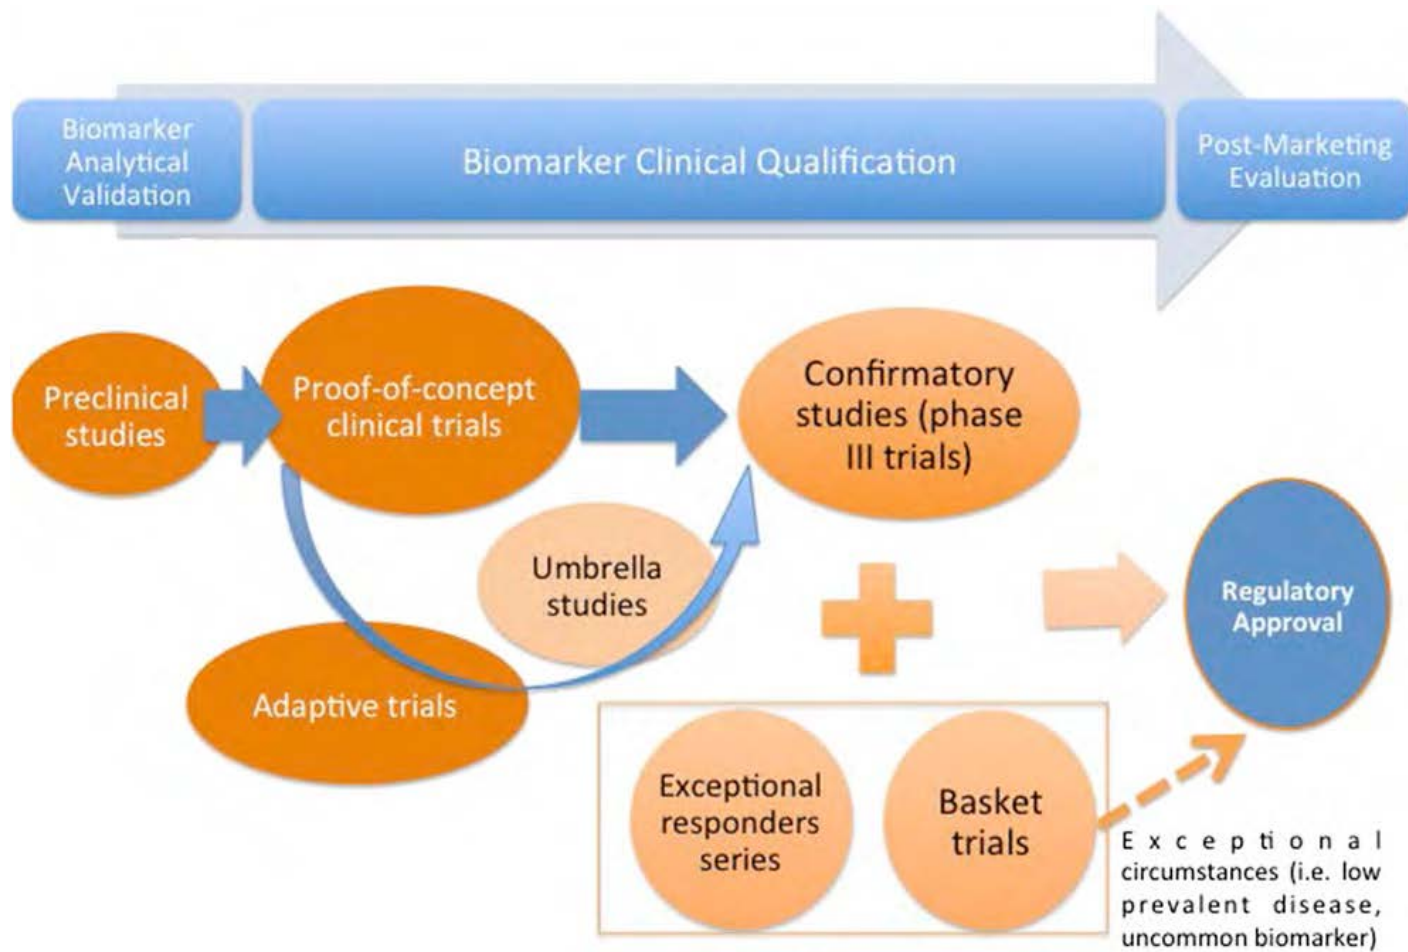 Biomarker
Analytical
Validation
Biomarker Clinical Qualification
Post-Marketing
Evaluation
Preclinical
studies
Proof-of-concept
clinical trials
Confirmatory
studies (phase
III trials)
Umbrella
studies
Adaptive trials
Regulatory
Approval
Exceptional
responders
series
Basket
trials
Exceptional
circumstances (i.e. low
prevalent disease,
uncommon biomarker)